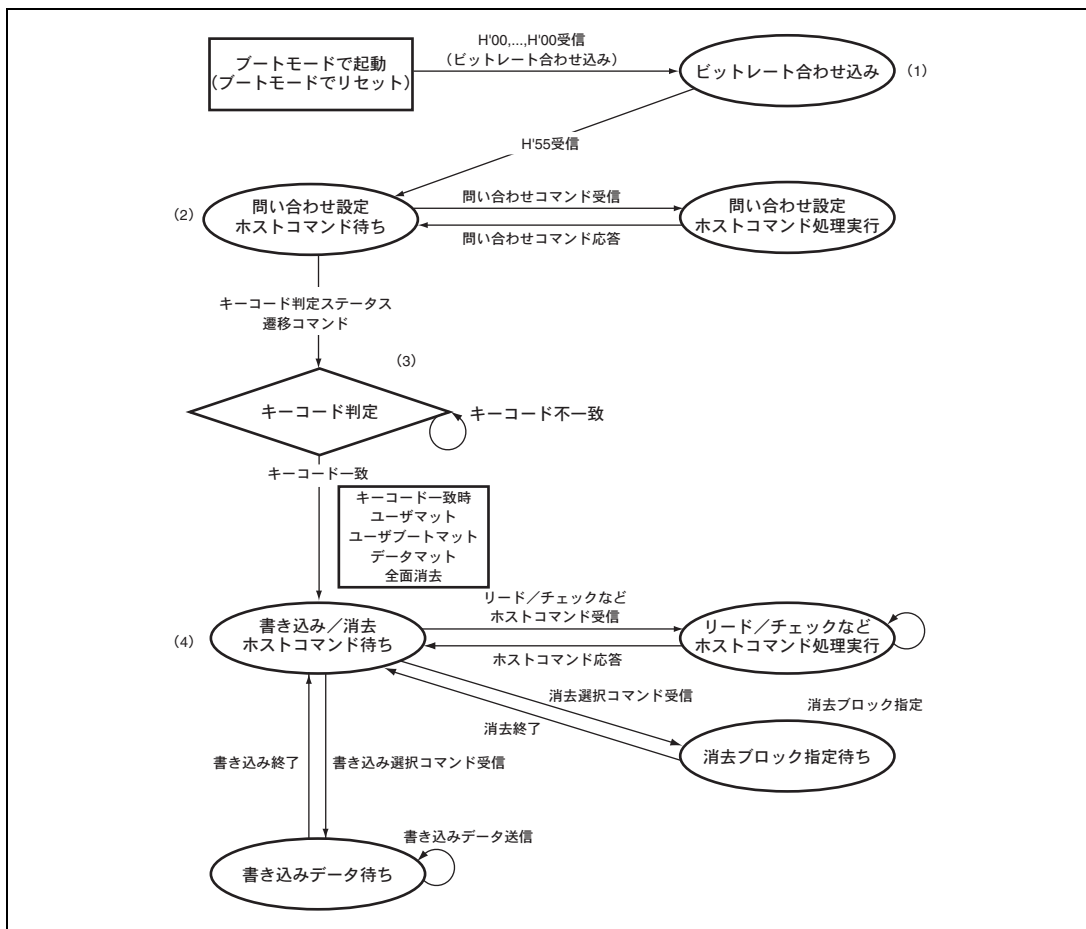 H'00,...,H'00受信
（ビットレート合わせ込み）
ブートモードで起動
(ブートモードでリセット)
ビットレート合わせ込み
(1)
H'55受信
(2)
問い合わせ設定
ホストコマンド待ち
問い合わせコマンド受信
問い合わせコマンド応答
問い合わせ設定
ホストコマンド処理実行
キーコード判定ステータス
遷移コマンド
(3)
キーコード判定
キーコード不一致
キーコード一致
キーコード一致時
ユーザマット
ユーザブートマット
データマット
全面消去
リード／チェックなど
ホストコマンド受信
(4)
書き込み／消去
ホストコマンド待ち
ホストコマンド応答
リード／チェックなど
ホストコマンド処理実行
消去選択コマンド受信
消去終了
消去ブロック指定
消去ブロック指定待ち
書き込み終了
書き込み選択コマンド受信
書き込みデータ送信
書き込みデータ待ち